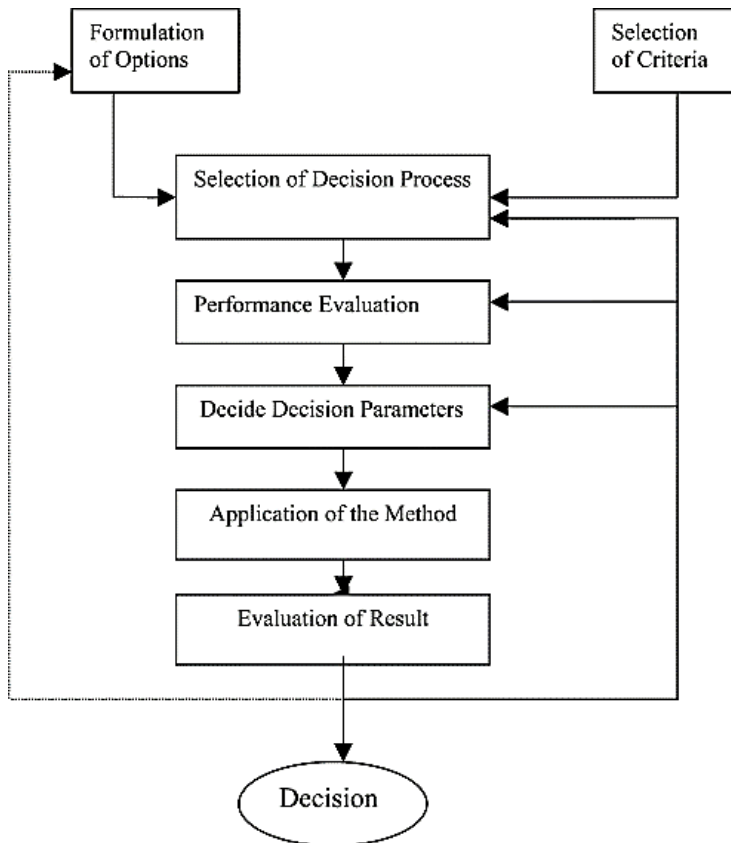 Formulation
of Options
Selection
of Criteria
Selection of Decision Process
Performance Evaluation
Decide Decision Parameters
Application of the Method
Evaluation of Result
Decision